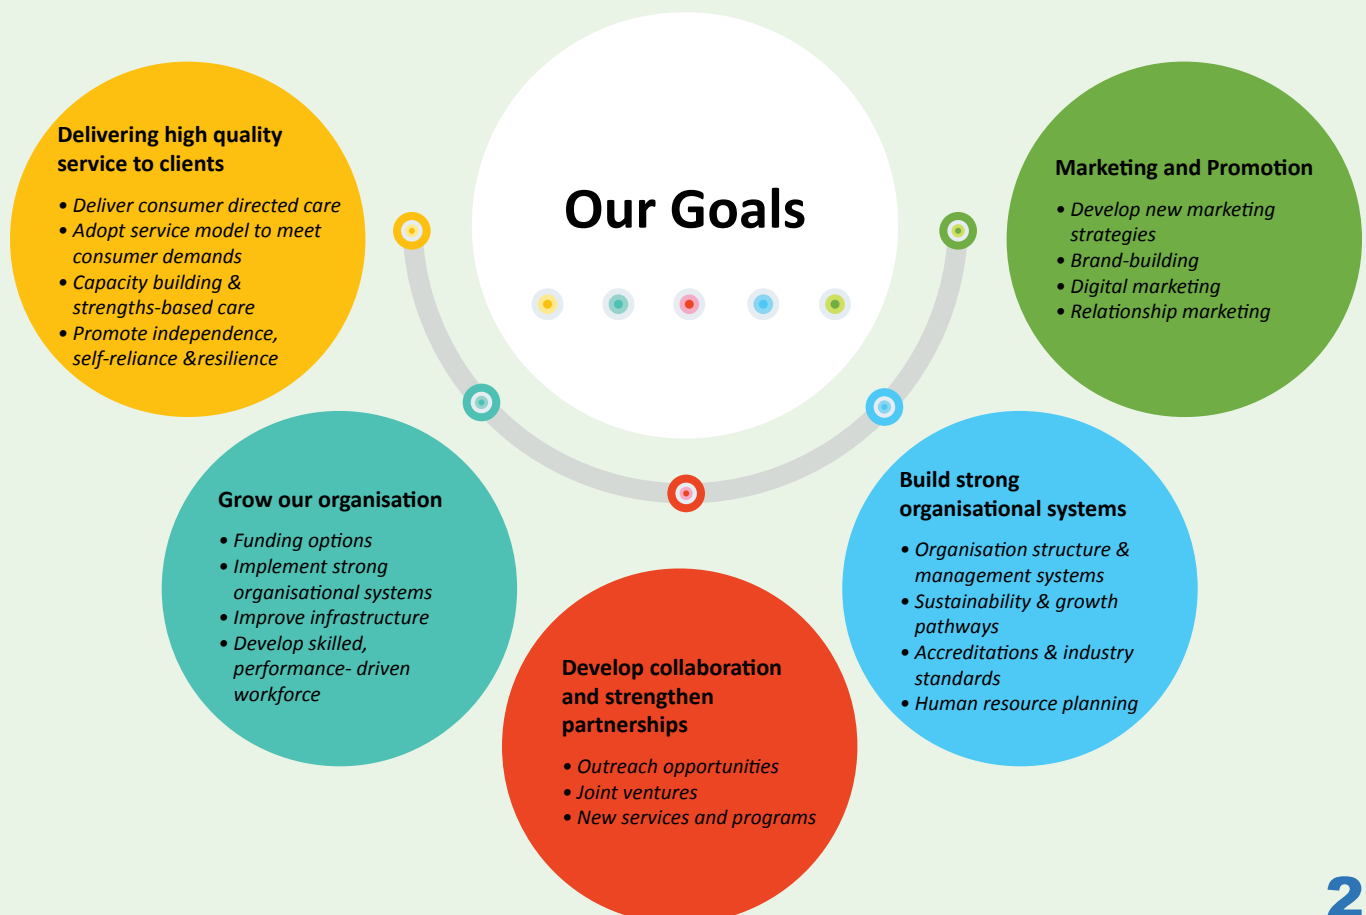 Our Goals
Delivering high quality
service to clients
• Deliver consumer directed care
• Adopt service model to meet
consumer demands
• Capacity building &
strengths-based care
• Promote independence,
self-reliance &resilience
Grow our organisation
• Funding options
• Implement strong
organisational systems
• Improve infrastructure
• Develop skilled,
performance- driven
workforce
Develop collaboration
and strengthen
partnerships
• Outreach opportunities
• Joint ventures
• New services and programs
Build strong
organisational systems
• Organisation structure &
management systems
• Sustainability & growth
pathways
• Accreditations & industry
standards
• Human resource planning
Marketing and Promotion
• Develop new marketing
strategies
• Brand-building
• Digital marketing
• Relationship marketing
2